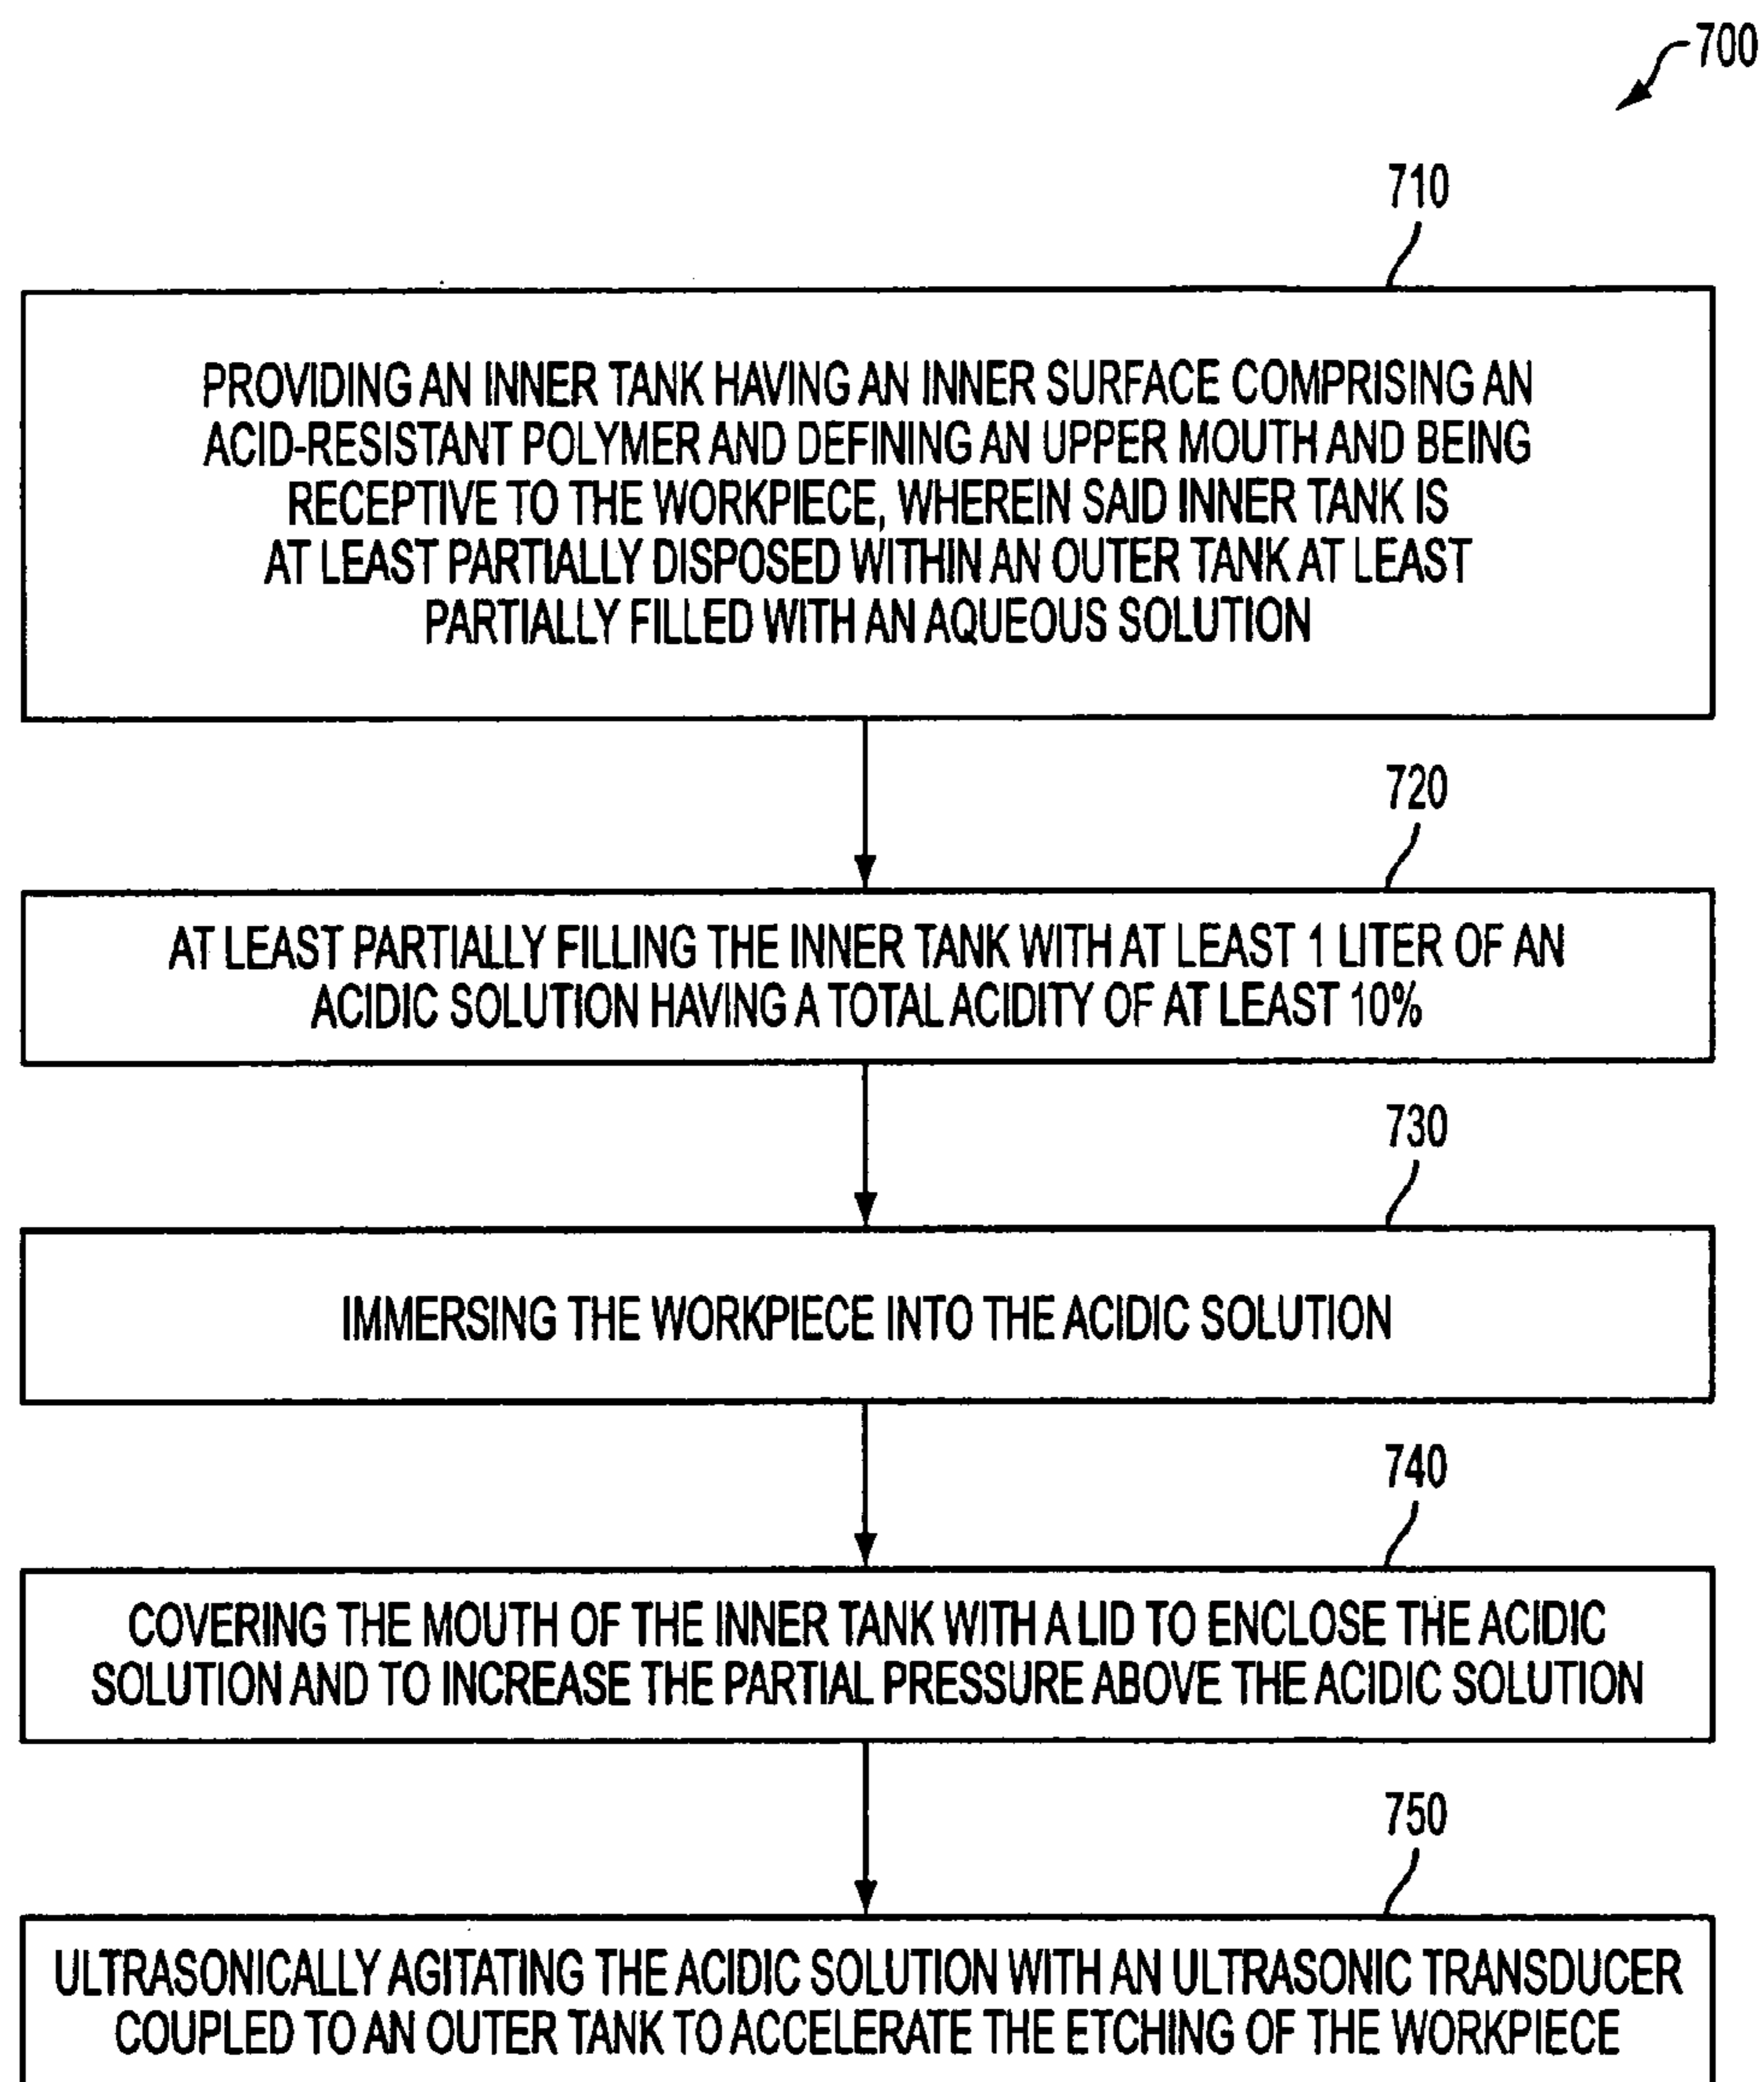 700
710
PROVIDING AN INNER TANK HAVING AN INNER SURFACE COMPRISING AN
ACID-RESISTANT POLYMER AND DEFINING AN UPPER MOUTH AND BEING
RECEPTIVE TO THE WORKPIECE, WHEREIN SAID INNER TANK IS
AT LEAST PARTIALLY DISPOSED WITHIN AN OUTER TANK AT LEAST
PARTIALLY FILLED WITH AN AQUEOUS SOLUTION
720
AT LEAST PARTIALLY FILLING THE INNER TANK WITH AT LEAST 1 LITER OF AN
ACIDIC SOLUTION HAVING A TOTAL ACIDITY OF AT LEAST 10%
730
IMMERSING THE WORKPIECE INTO THE ACIDIC SOLUTION
740
COVERING THE MOUTH OF THE INNER TANK WITH A LID TO ENCLOSE THE ACIDIC
SOLUTION AND TO INCREASE THE PARTIAL PRESSURE ABOVE THE ACIDIC SOLUTION
750
ULTRASONICALLY AGITATING THE ACIDIC SOLUTION WITH AN ULTRASONIC TRANSDUCER
COUPLED TO AN OUTER TANK TO ACCELERATE THE ETCHING OF THE WORKPIECE